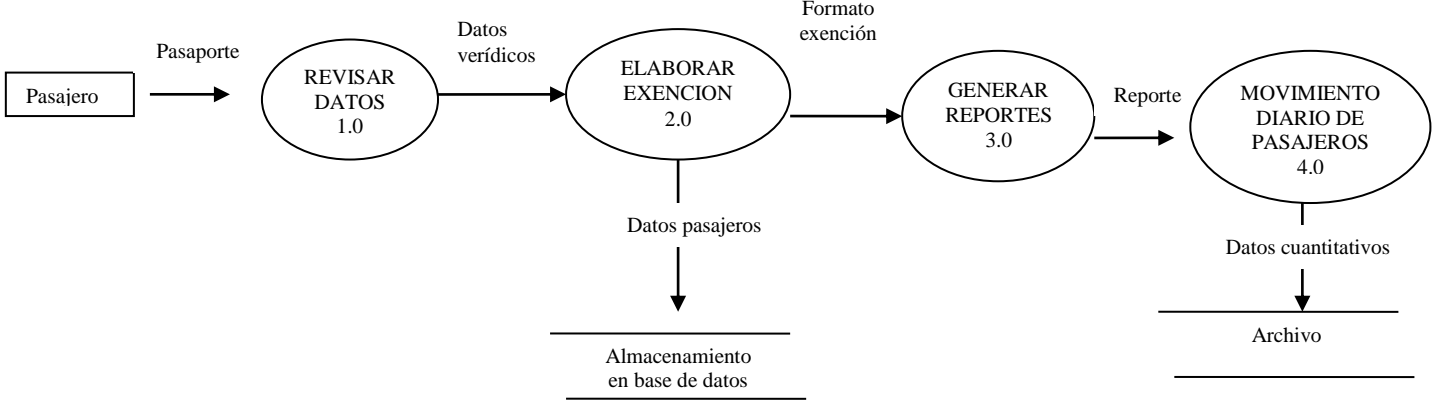 Pasajero
Pasaporte
REVISAR
DATOS
1.0
Datos
verídicos
ELABORAR
EXENCION
2.0
Formato
exención
GENERAR
REPORTES
3.0
Reporte
MOVIMIENTO
DIARIO DE
PASAJEROS
4.0
Datos pasajeros
Datos cuantitativos
Almacenamiento
en base de datos
Archivo